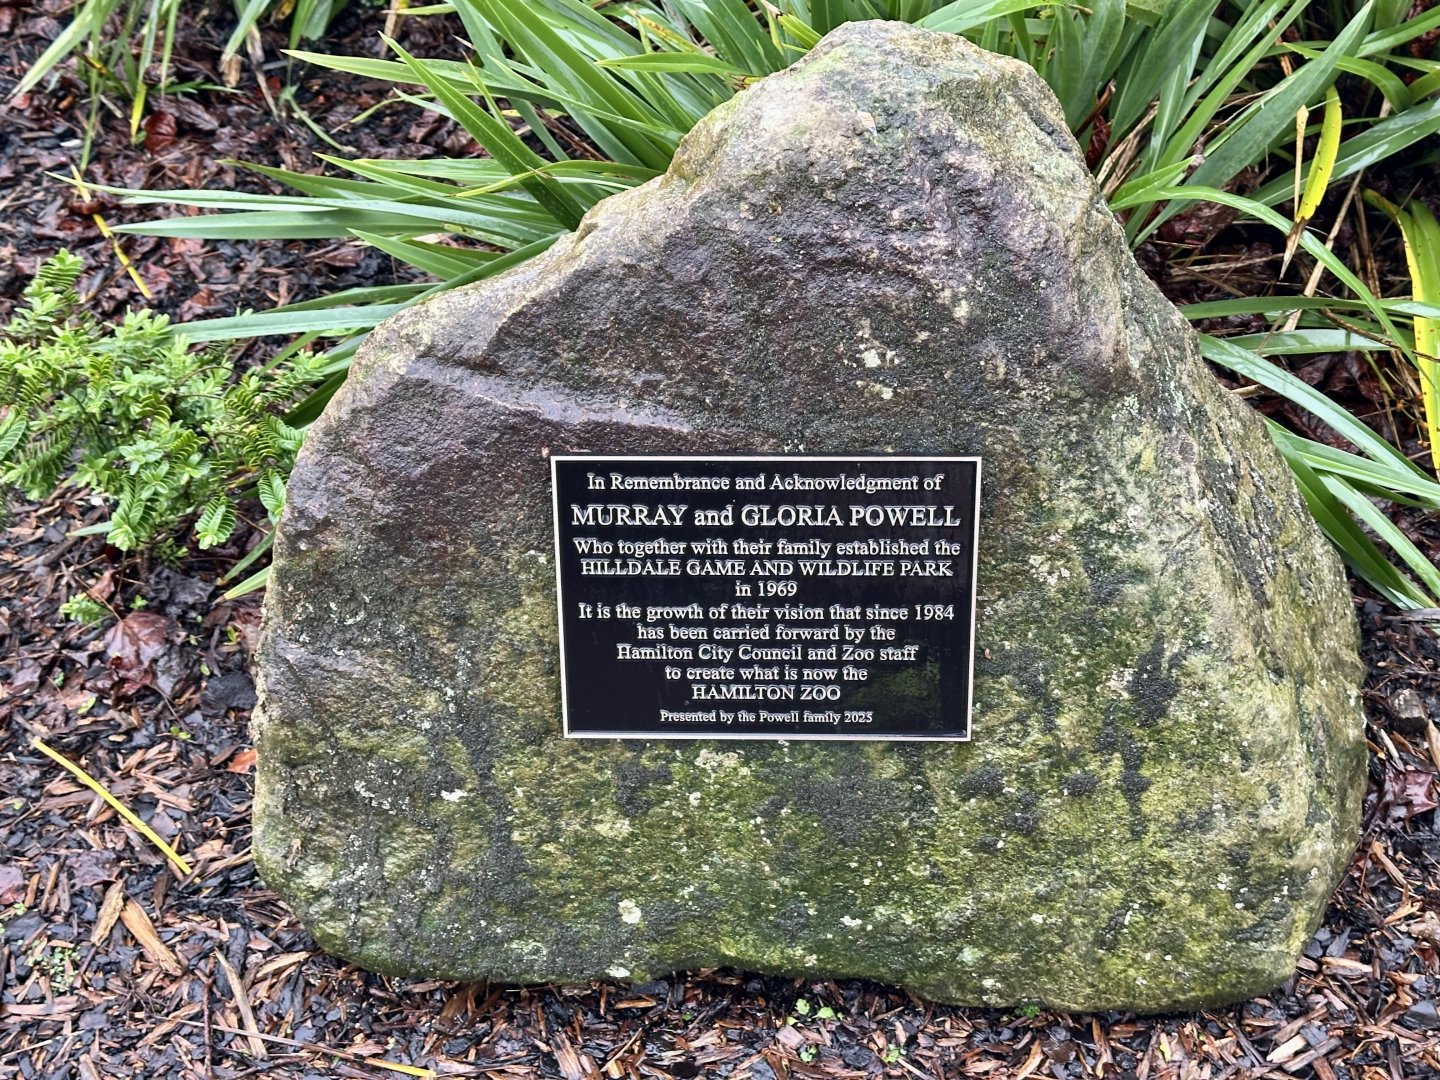 In Remembrance and Acknowledgment of
MURRAY and GLORIA POWELL
Who together with their family established the
HILLDALE GAME AND WILDLIFE PARK
in 1969
It is the growth of their vision that since 1984
has been carried forward by the
Hamilton City Council and Zoo staff
to create what is now the
HAMILTON ZOO
Presented by the Powell family 2023